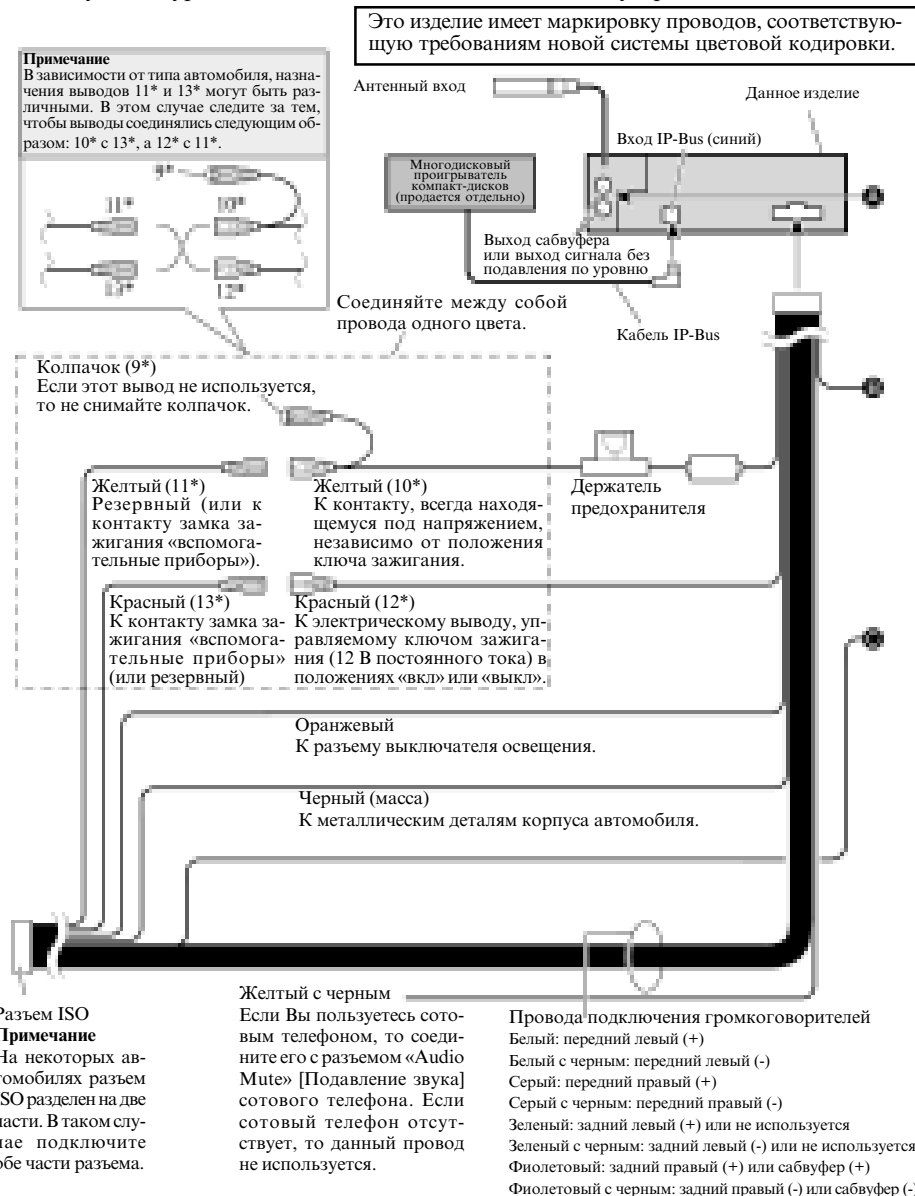 Это изделие имеет маркировку проводов, соответствую-
щую требованиям новой системы цветовой кодировки.
Примечание
В зависимости от типа автомобиля, назна-
чения выводов 11* и 13* могут быть раз-
личными. В этом случае следите за тем,
чтобы выводы соединялись следующим об-
разом: 10* с 13*, а 12* с 11*.
9*
11*
10*
13*
12*
Антенный вход
Данное изделие
Вход IP-Bus (синий)
Многодисковый
проигрыватель
компакт-дисков
(продается отдельно)
Выход сабвуфера
или выход сигнала без
подавления по уровню
Кабель IP-Bus
Соединяйте между собой
провода одного цвета.
Колпачок (9*)
Если этот вывод не используется,
то не снимайте колпачок.
Желтый (11*)
Резервный (или к
контакту замка за-
жигания «вспомога-
тельные приборы»).
Желтый (10*)
К контакту, всегда находя-
щемуся под напряжением,
независимо от положения
ключа зажигания.
Держатель
предохранителя
Красный (13*)
К контакту замка за-
жигания «вспомога-
тельные приборы»
(или резервный)
Красный (12*)
К электрическому выводу, уп-
равляемому ключом зажига-
ния (12 В постоянного тока) в
положениях «вкл» или «выкл».
Оранжевый
К разъему выключателя освещения.
Черный (масса)
К металлическим деталям корпуса автомобиля.
Разъем ISO
Примечание
На некоторых ав-
томобилях разъем
ISO разделен на две
части. В таком слу-
чае подключите
обе части разъема.
Желтый с черным
Если Вы пользуетесь сото-
вым телефоном, то соеди-
ните его с разъемом «Audio
Mute» [Подавление звука]
сотового телефона. Если
сотовый телефон отсут-
ствует, то данный провод
не используется.
Провода подключения громкоговорителей
Белый: передний левый (+)
Белый с черным: передний левый (-)
Серый: передний правый (+)
Серый с черным: передний правый (-)
Зеленый: задний левый (+) или не используется
Зеленый с черным: задний левый (-) или не используется
Фиолетовый: задний правый (+) или сабвуфер (+)
Фиолетовый с черным: задний правый (-) или сабвуфер (-)